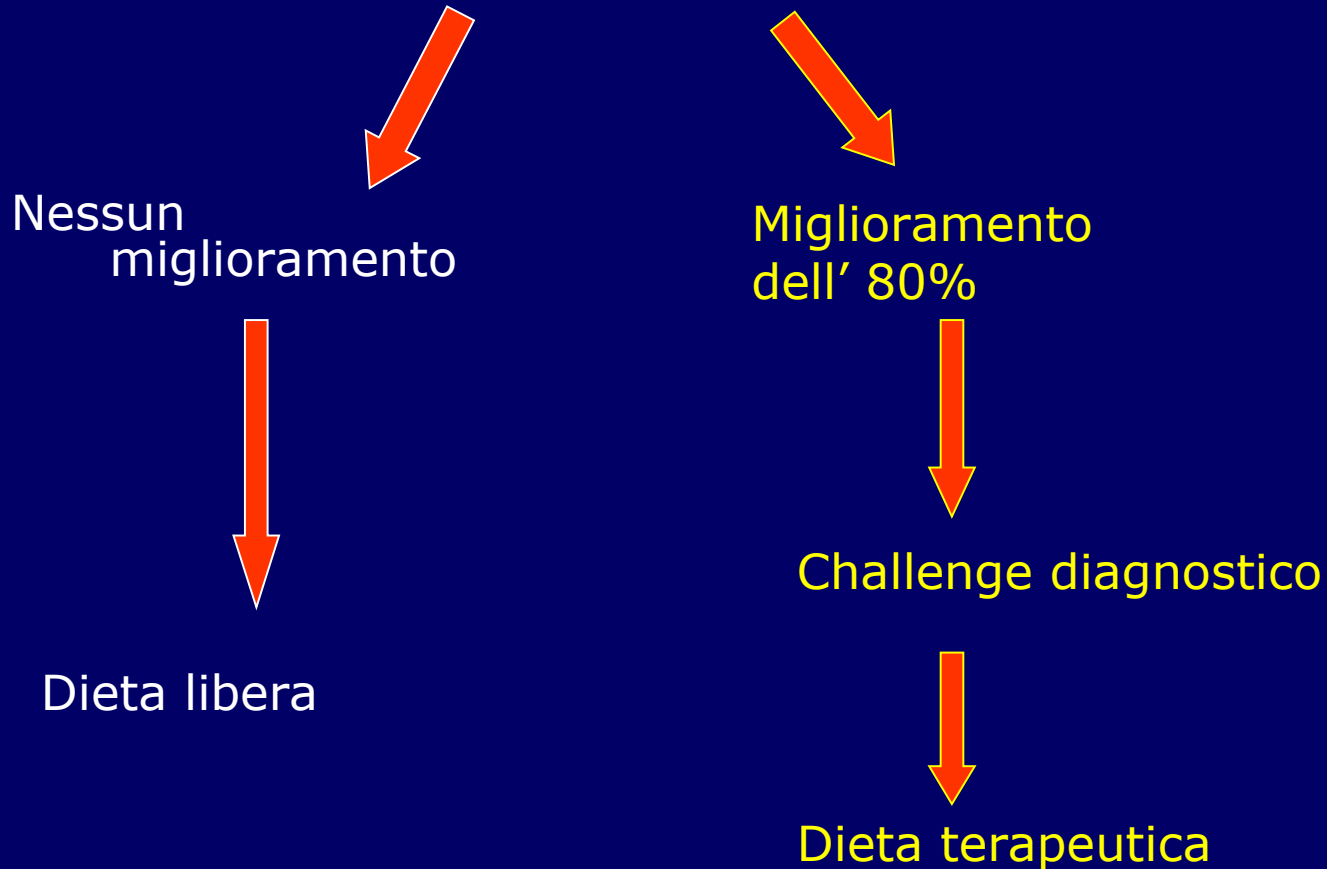 Nessun
miglioramento
Dieta libera
Miglioramento
dell’ 80%
Challenge diagnostico
Dieta terapeutica